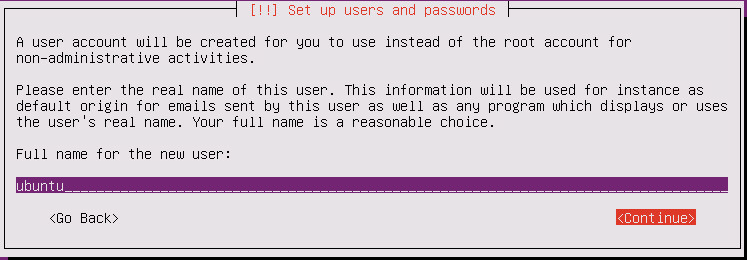 [!!] Set up users and passwords
A user account will be created for you to use instead of the root account for
non-administrative activities.
Please enter the real name of this user. This information will be used for instance as
default origin for emails sent by this user as well as any program which displays or uses
the user's real name. Your full name is a reasonable choice.
Full name for the new user:
ubuntu
<Go Back> <Continue>